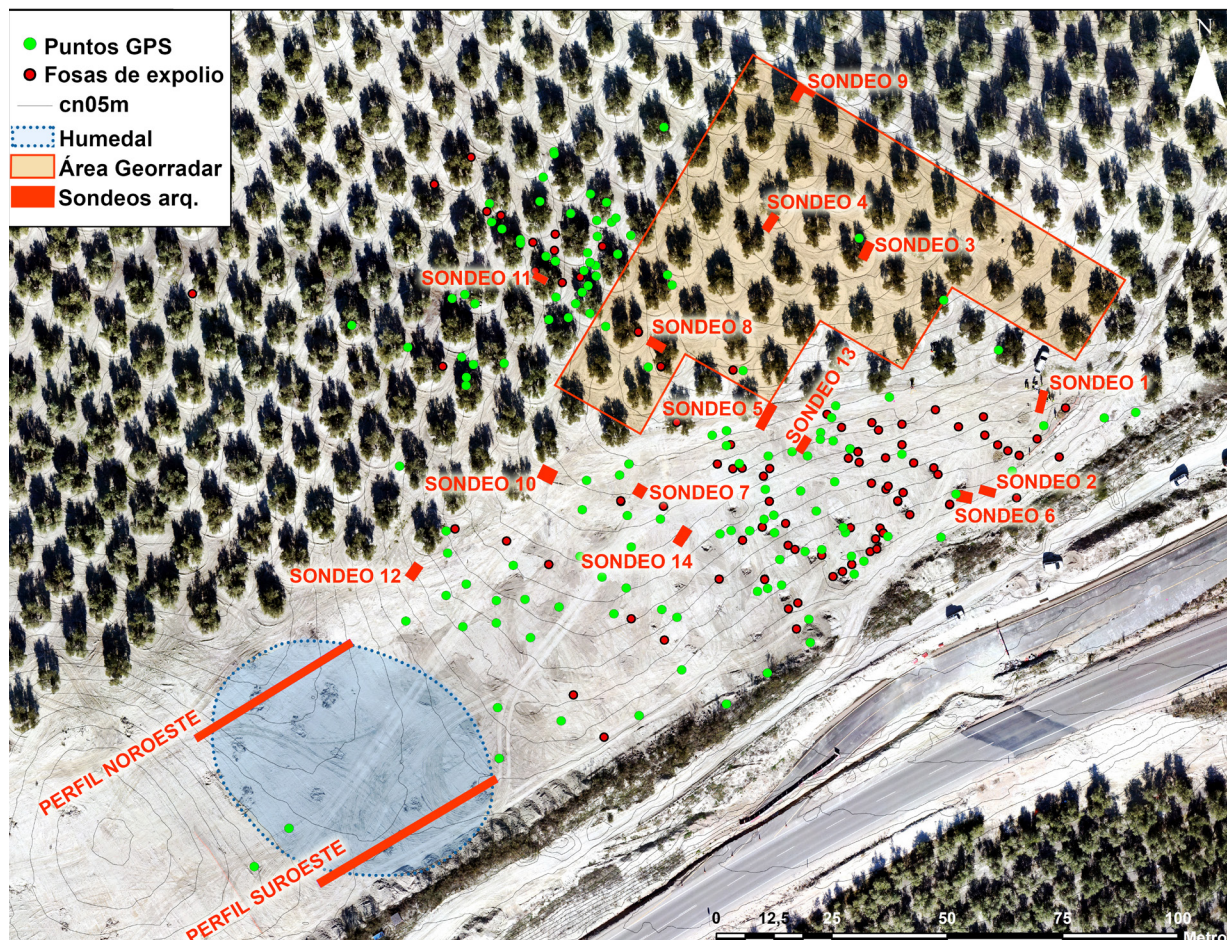 N
Puntos GPS
Fosas de expolio
cn05m
Humedal
Área Georradar
Sondeos arq.
SONDEO 9
SONDEO 4
SONDEO 3
SONDEO 11
SONDEO 8
SONDEO 13
SONDEO 1
SONDEO 5
SONDEO 10
SONDEO 7
SONDEO 2
SONDEO 6
SONDEO 14
SONDEO 12
PERFIL NOROESTE
PERFIL SUROESTE
0 12,5 25 50 75 100
Metros